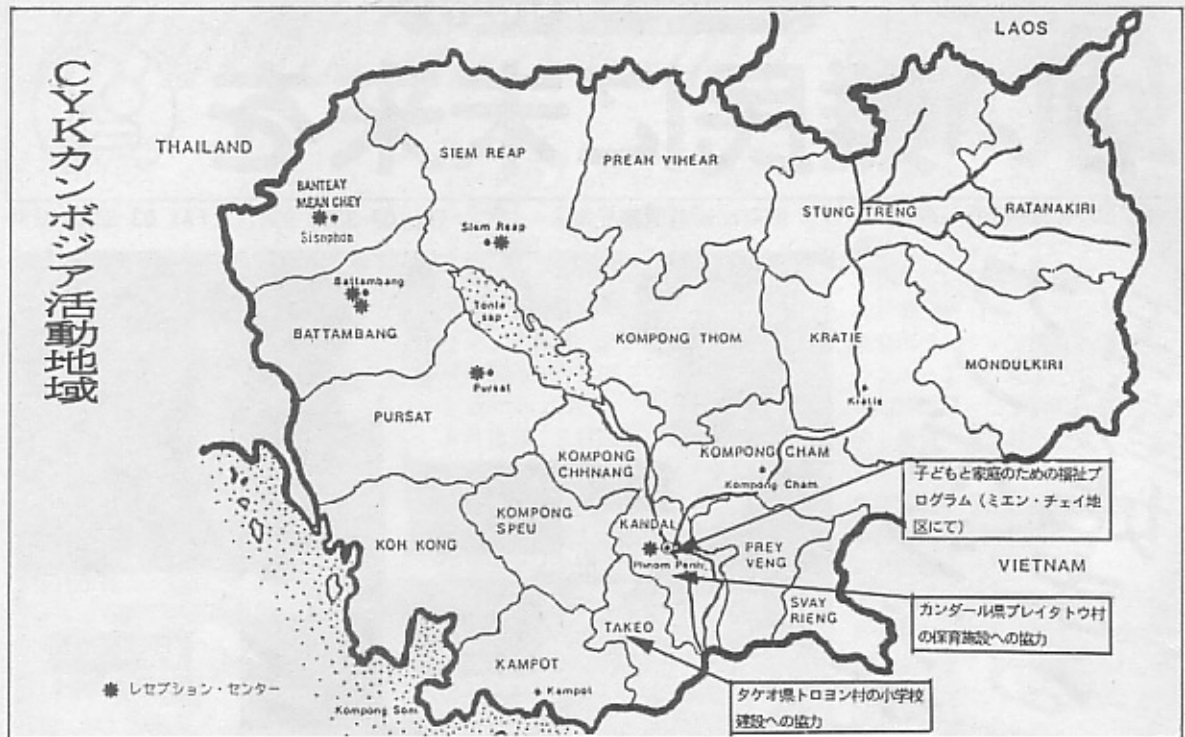 CYKカンボジア活動地域
LAOS
THAILAND
SIEM REAP
PREAH VIHEAR
BANTEAY
MEAN CHEY
Sisophon
Siem Reap
STUNG TRENG
RATANAKIRI
Battambang
BATTAMBANG
Tonle
sap
KOMPONG THOM
KRATIE
MONDULKIRI
Pursat
Kratie
PURSAT
KOMPONG
CHHNANG
KOMPONG CHAM
Kompong Cham
子どもと家庭のための福祉プ
ログラム(ミエン・チェイ地
区にて)
KOMPONG
SPEU
KANDAL
KOH KONG
Phnom Penh
PREY
VENG
VIETNAM
SVAY
RIENG
カンダール県プレイタトウ村
の保育施設への協力
TAKEO
KAMPOT
レセプション・センター
Kampot
Kompong Som
タケオ県トロヨン村の小学校
建設への協力